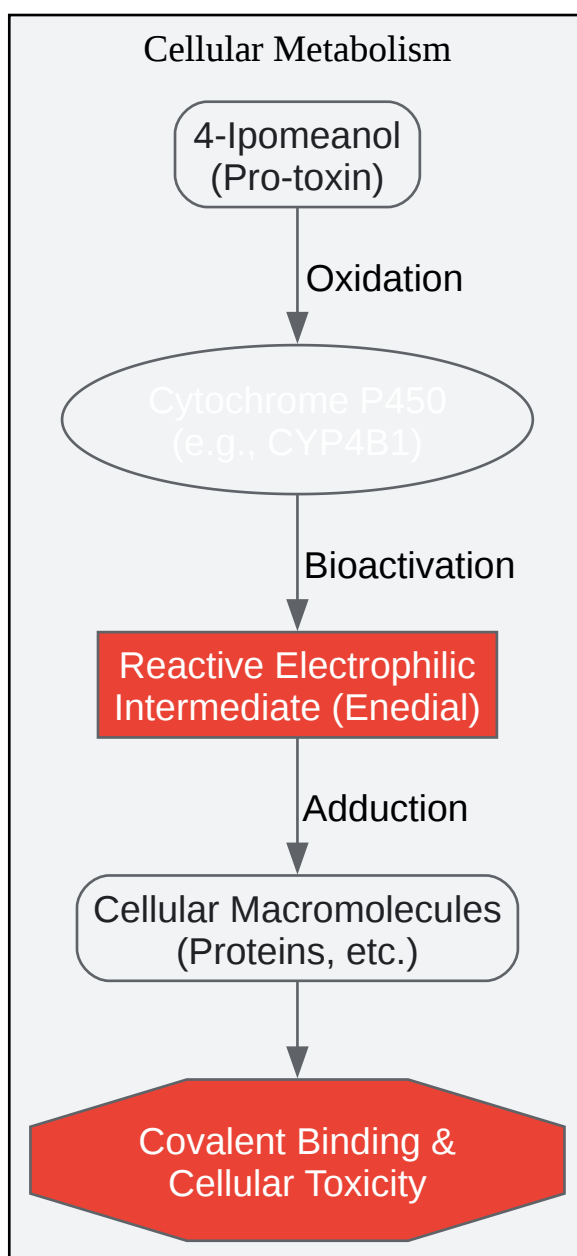 Cellular Metabolism
4-Ipomeanol
(Pro-toxin)
Oxidation
Cytochrome P450
(e.g., CYP4B1)
Bioactivation
Reactive Electrophilic
Intermediate (Enedial)
Adduction
Cellular Macromolecules
(Proteins, etc.)
Covalent Binding &
Cellular Toxicity